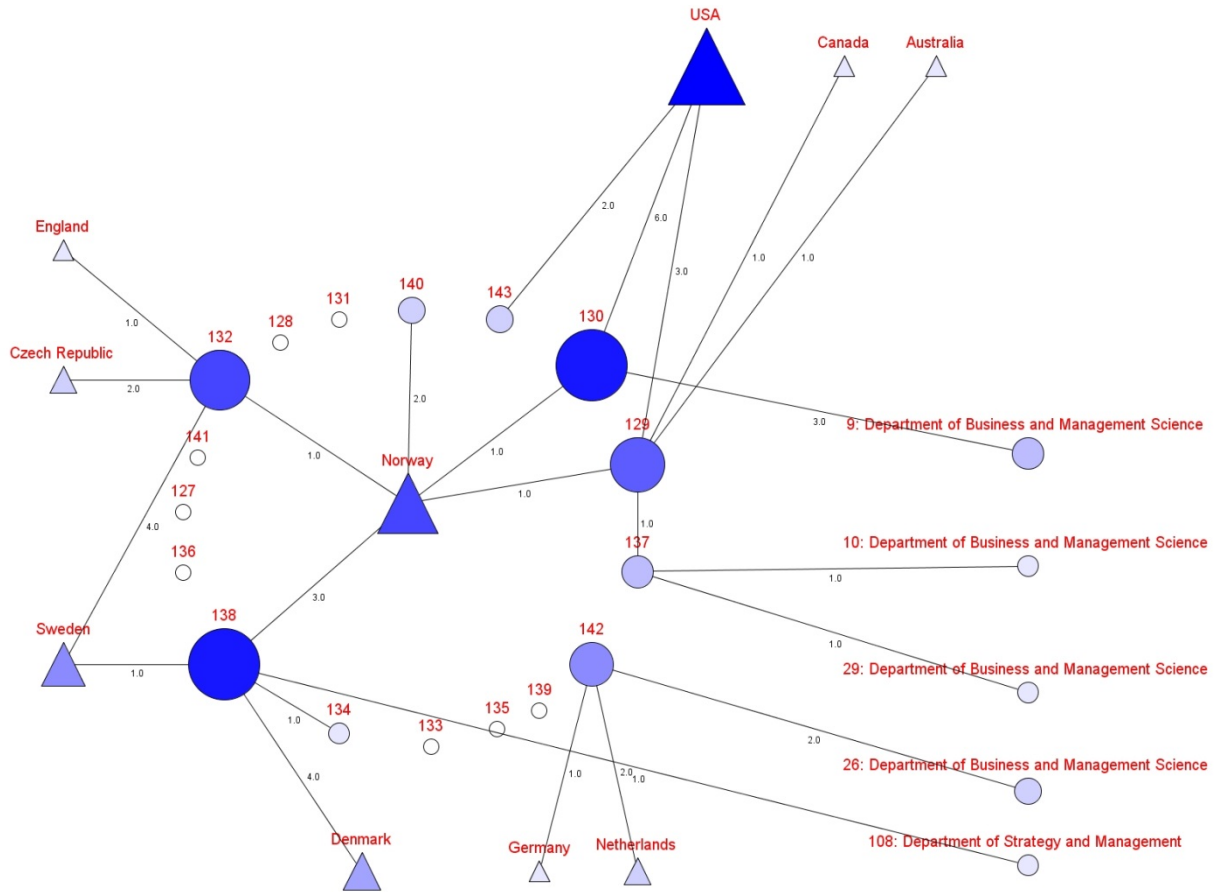 USA
Canada
Australia
2.0
6.0
England
1.0
1.0
140
143
3.0
131
130
1.0
132
128
Czech Republic
2.0
2.0
9: Department of Business and Management Science
3.0
129
141
1.0
1.0
Norway
127
1.0
1.0
4.0
10: Department of Business and Management Science
137
136
1.0
3.0
138
Sweden
142
1.0
29: Department of Business and Management Science
1.0
139
134
135
1.0
133
2.0
26: Department of Business and Management Science
4.0
1.0
2.0
1.0
Denmark
Germany
Netherlands
108: Department of Strategy and Management